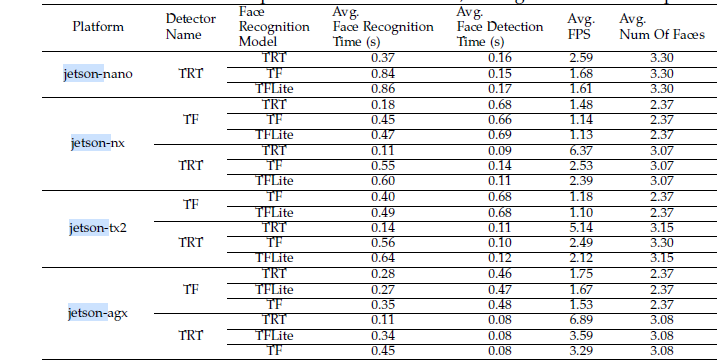 Platform Detector Name Face Recognition Model Avg. Face Recognition Time (s) Avg. Face Detection Time (s) Avg. FPS Avg. Num Of Faces
jetson-nano TRT TRT 0.37 0.16 2.59 3.30
TF 0.84 0.15 1.68 3.30
TFLite 0.86 0.17 1.61 3.30
jetson-nx TF TRT 0.18 0.68 1.48 2.37
TF 0.45 0.66 1.14 2.37
TFLite 0.47 0.69 1.13 2.37
TRT TRT 0.11 0.09 6.37 3.07
TF 0.55 0.14 2.53 3.07
TFLite 0.60 0.11 2.39 3.07
jetson-tx2 TF TF 0.40 0.68 1.18 2.37
TFLite 0.49 0.68 1.10 2.37
TRT TRT 0.14 0.11 5.14 3.15
TF 0.56 0.10 2.49 3.30
TFLite 0.64 0.12 2.12 3.15
jetson-agx TF TRT 0.28 0.46 1.75 2.37
TFLite 0.27 0.47 1.67 2.37
TF 0.35 0.48 1.53 2.37
TRT TRT 0.11 0.08 6.89 3.08
TFLite 0.34 0.08 3.59 3.08
TF 0.45 0.08 3.29 3.08